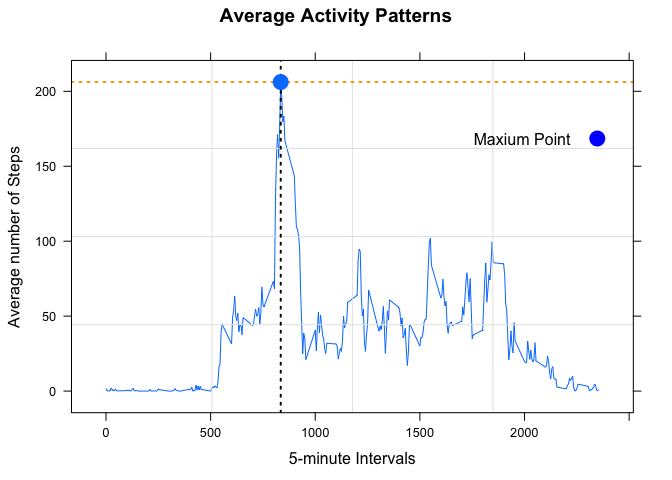 Average Activity Patterns
Average number of Steps
200
150
100
50
0
Maxium Point
0 500 1000 1500 2000
5-minute Intervals